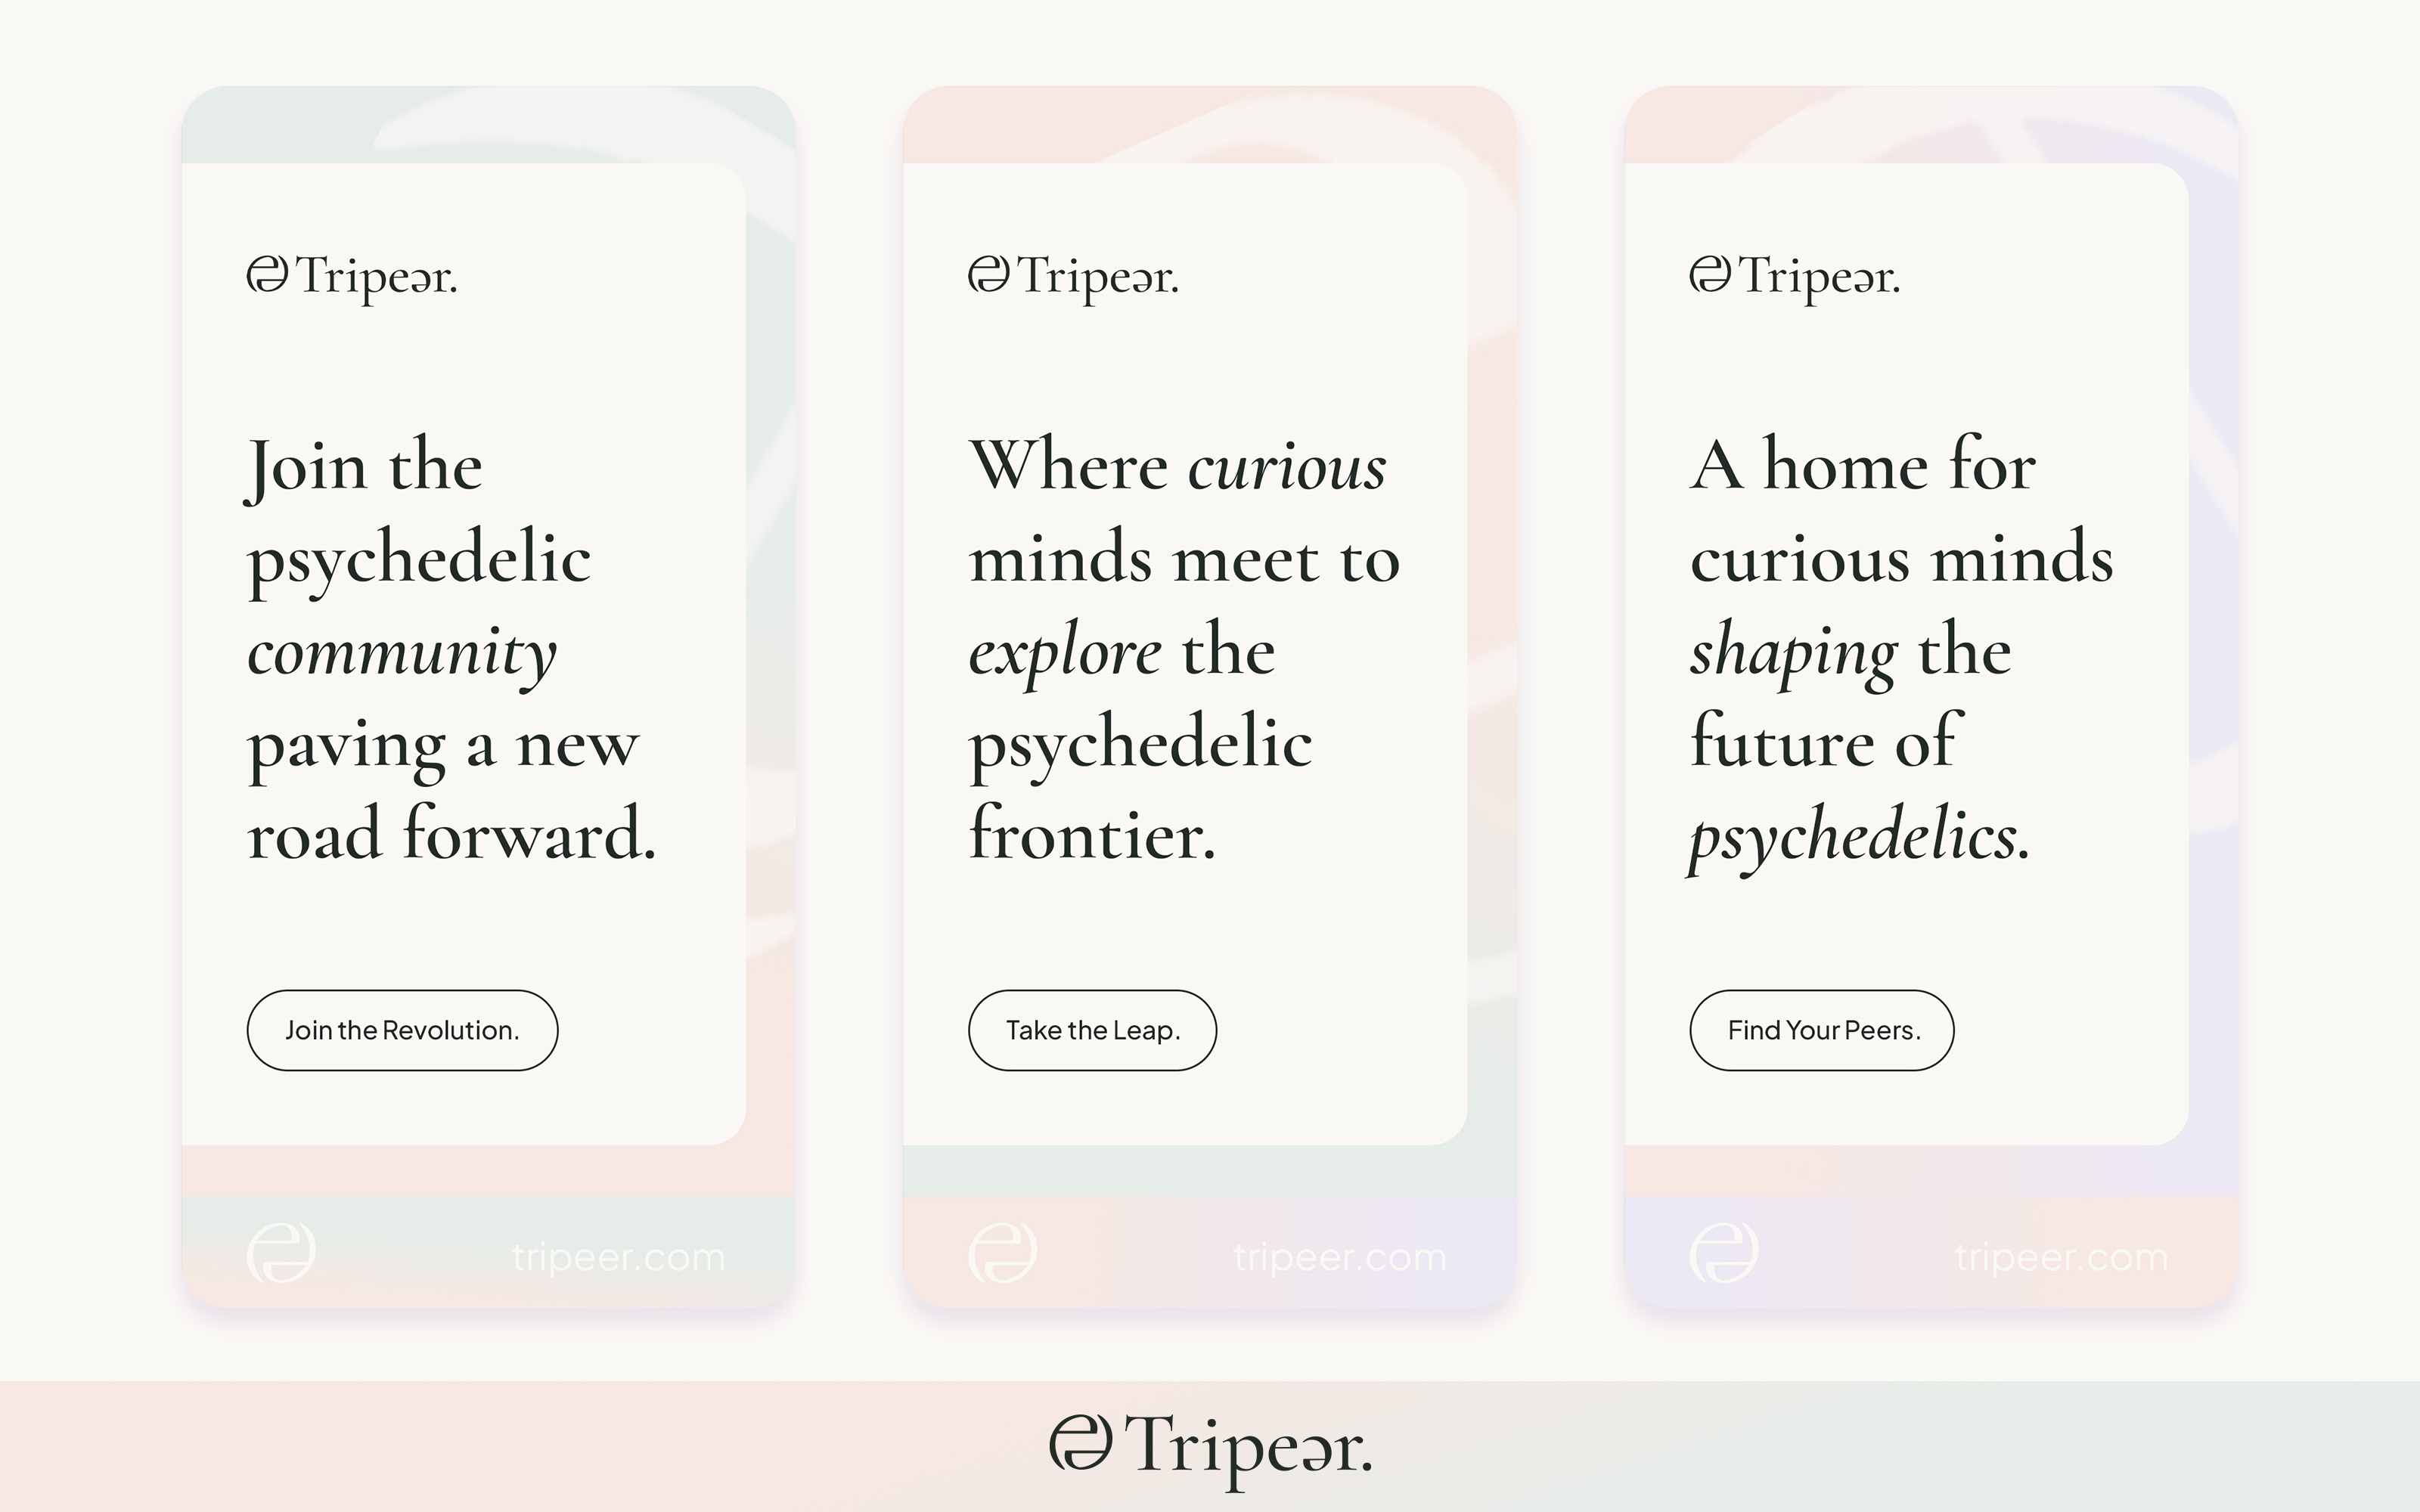 Tripeər.
Join the
psychedelic
community
paving a new
road forward.
Join the Revolution.
tripeer.com
Tripeər.
Where curious
minds meet to
explore the
psychedelic
frontier.
Take the Leap.
tripeer.com
Tripeər.
A home for
curious minds
shaping the
future of
psychedelics.
Find Your Peers.
tripeer.com
Tripeər.